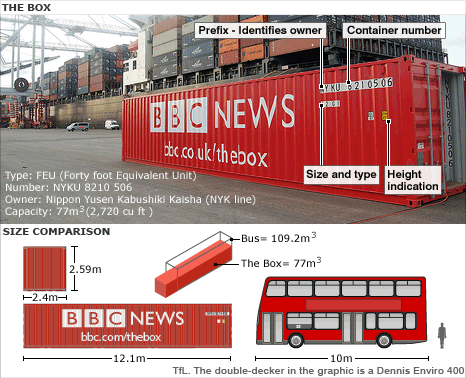 THE BOX
Prefix - Identifies owner
Container number
NYKU 8210506
BBC NEWS
bbc.co.uk/thebox
Size and type
Height indication
Type: FEU (Forty foot Equivalent Unit)
Number: NYKU 8210 506
Owner: Nippon Yusen Kabushiki Kaisha (NYK line)
Capacity: 77m3(2,720 cu ft )
SIZE COMPARISON
Bus= 109.2m3
The Box= 77m3
2.59m
2.4m
BBC NEWS
bbc.com/thebox
12.1m
10m
TfL. The double-decker in the graphic is a Dennis Enviro 400